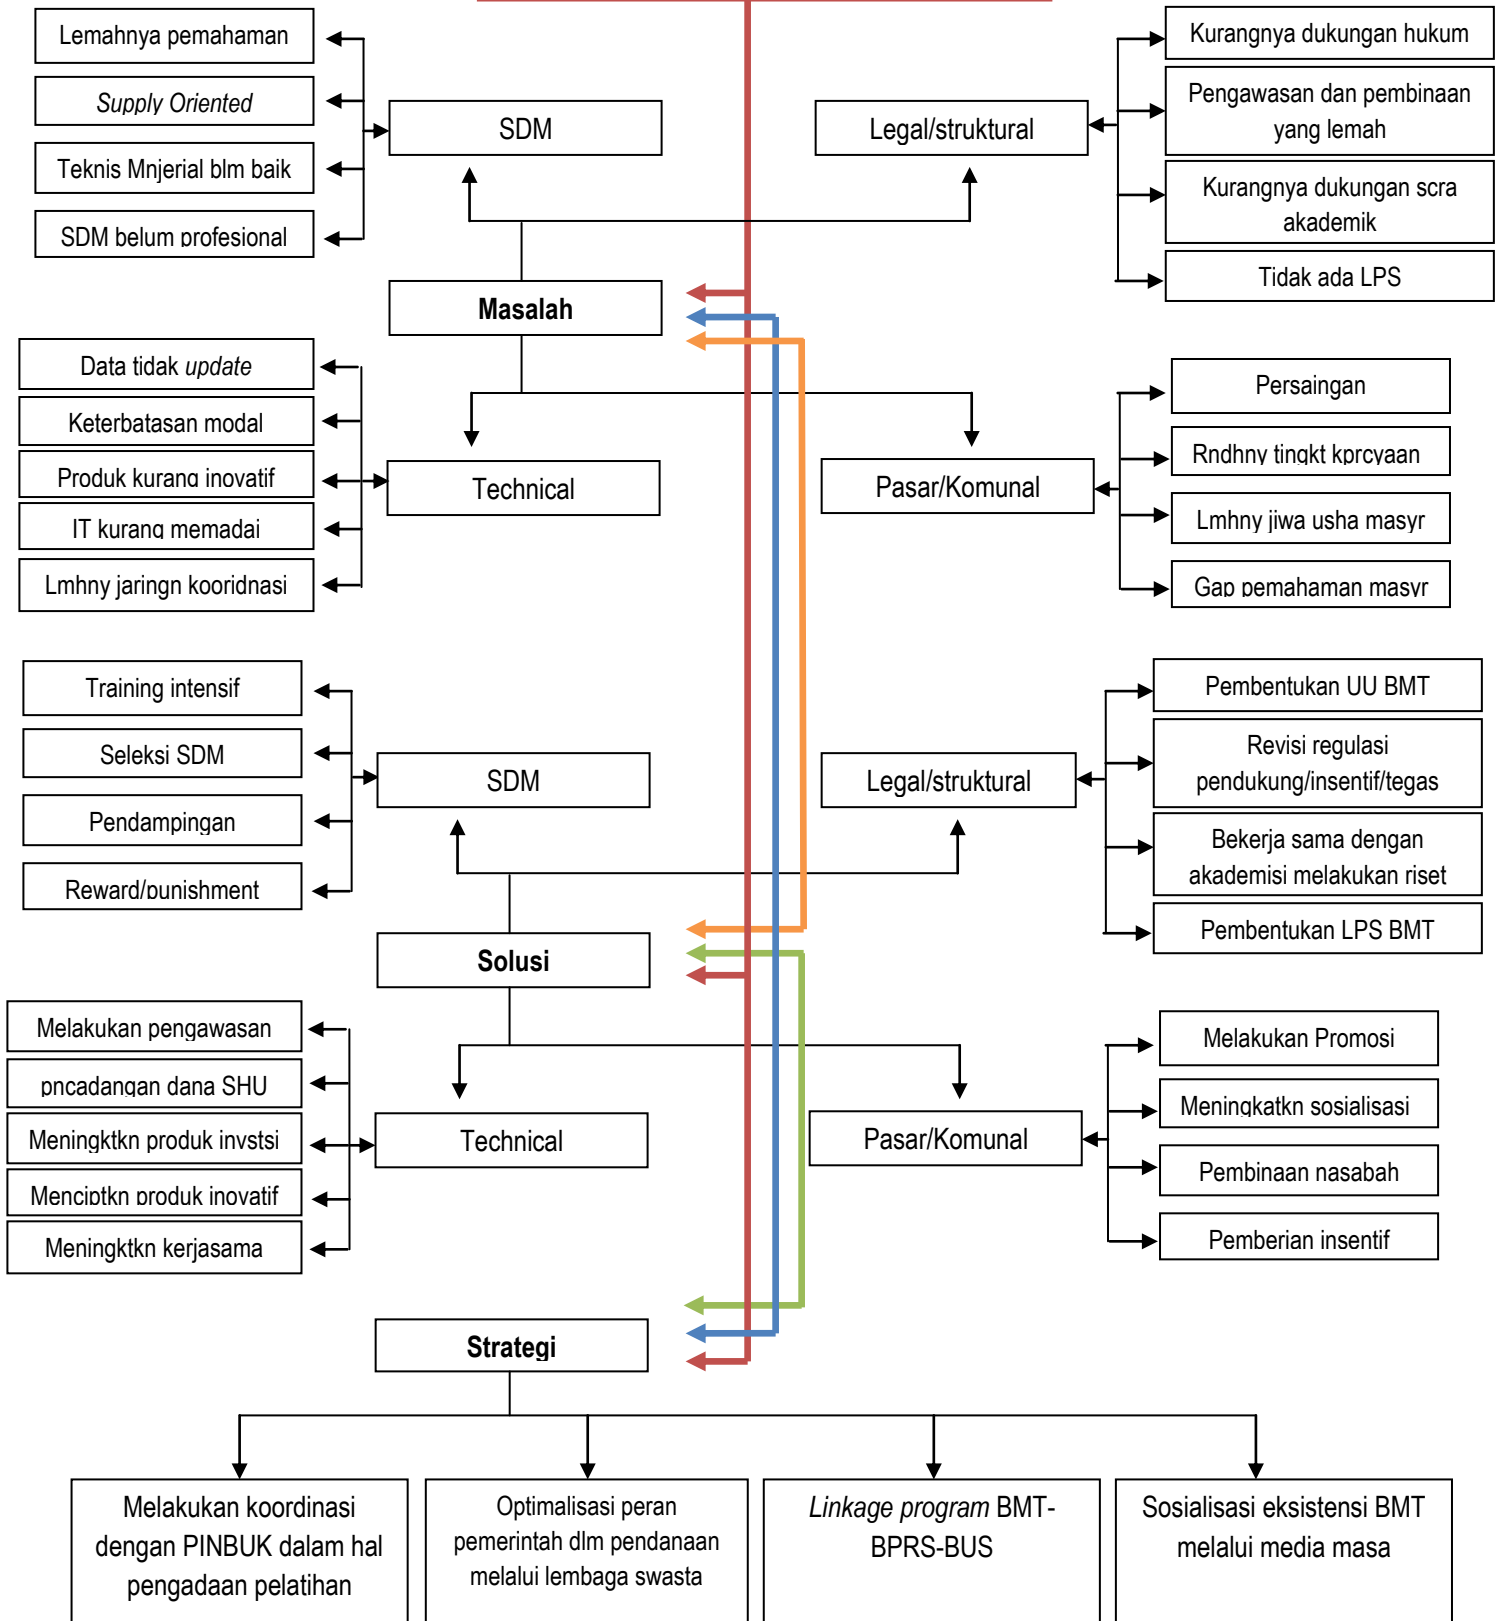 Lemahnya pemahaman
Supply Oriented
Teknis Mnjerial blm baik
SDM belum profesional
SDM
Legal/struktural
Kurangnya dukungan hukum
Pengawasan dan pembinaan
yang lemah
Kurangnya dukungan scra
akademik
Tidak ada LPS
Masalah
Data tidak update
Keterbatasan modal
Produk kurang inovatif
IT kurang memadai
Lmhny jaringn kooridnasi
Technical
Pasar/Komunal
Persaingan
Rndhny tingkt kprcyaan
Lmhny jiwa usha masyr
Gap pemahaman masyr
Training intensif
Seleksi SDM
Pendampingan
Reward/punishment
SDM
Legal/struktural
Pembentukan UU BMT
Revisi regulasi
pendukung/insentif/tegas
Bekerja sama dengan
akademisi melakukan riset
Pembentukan LPS BMT
Solusi
Melakukan pengawasan
pncadangan dana SHU
Meningktkn produk invstsi
Menciptkn produk inovatif
Meningktkn kerjasama
Technical
Pasar/Komunal
Melakukan Promosi
Meningkatkn sosialisasi
Pembinaan nasabah
Pemberian insentif
Strategi
Melakukan koordinasi
dengan PINBUK dalam hal
pengadaan pelatihan
Optimalisasi peran
pemerintah dlm pendanaan
melalui lembaga swasta
Linkage program BMT-
BPRS-BUS
Sosialisasi eksistensi BMT
melalui media masa